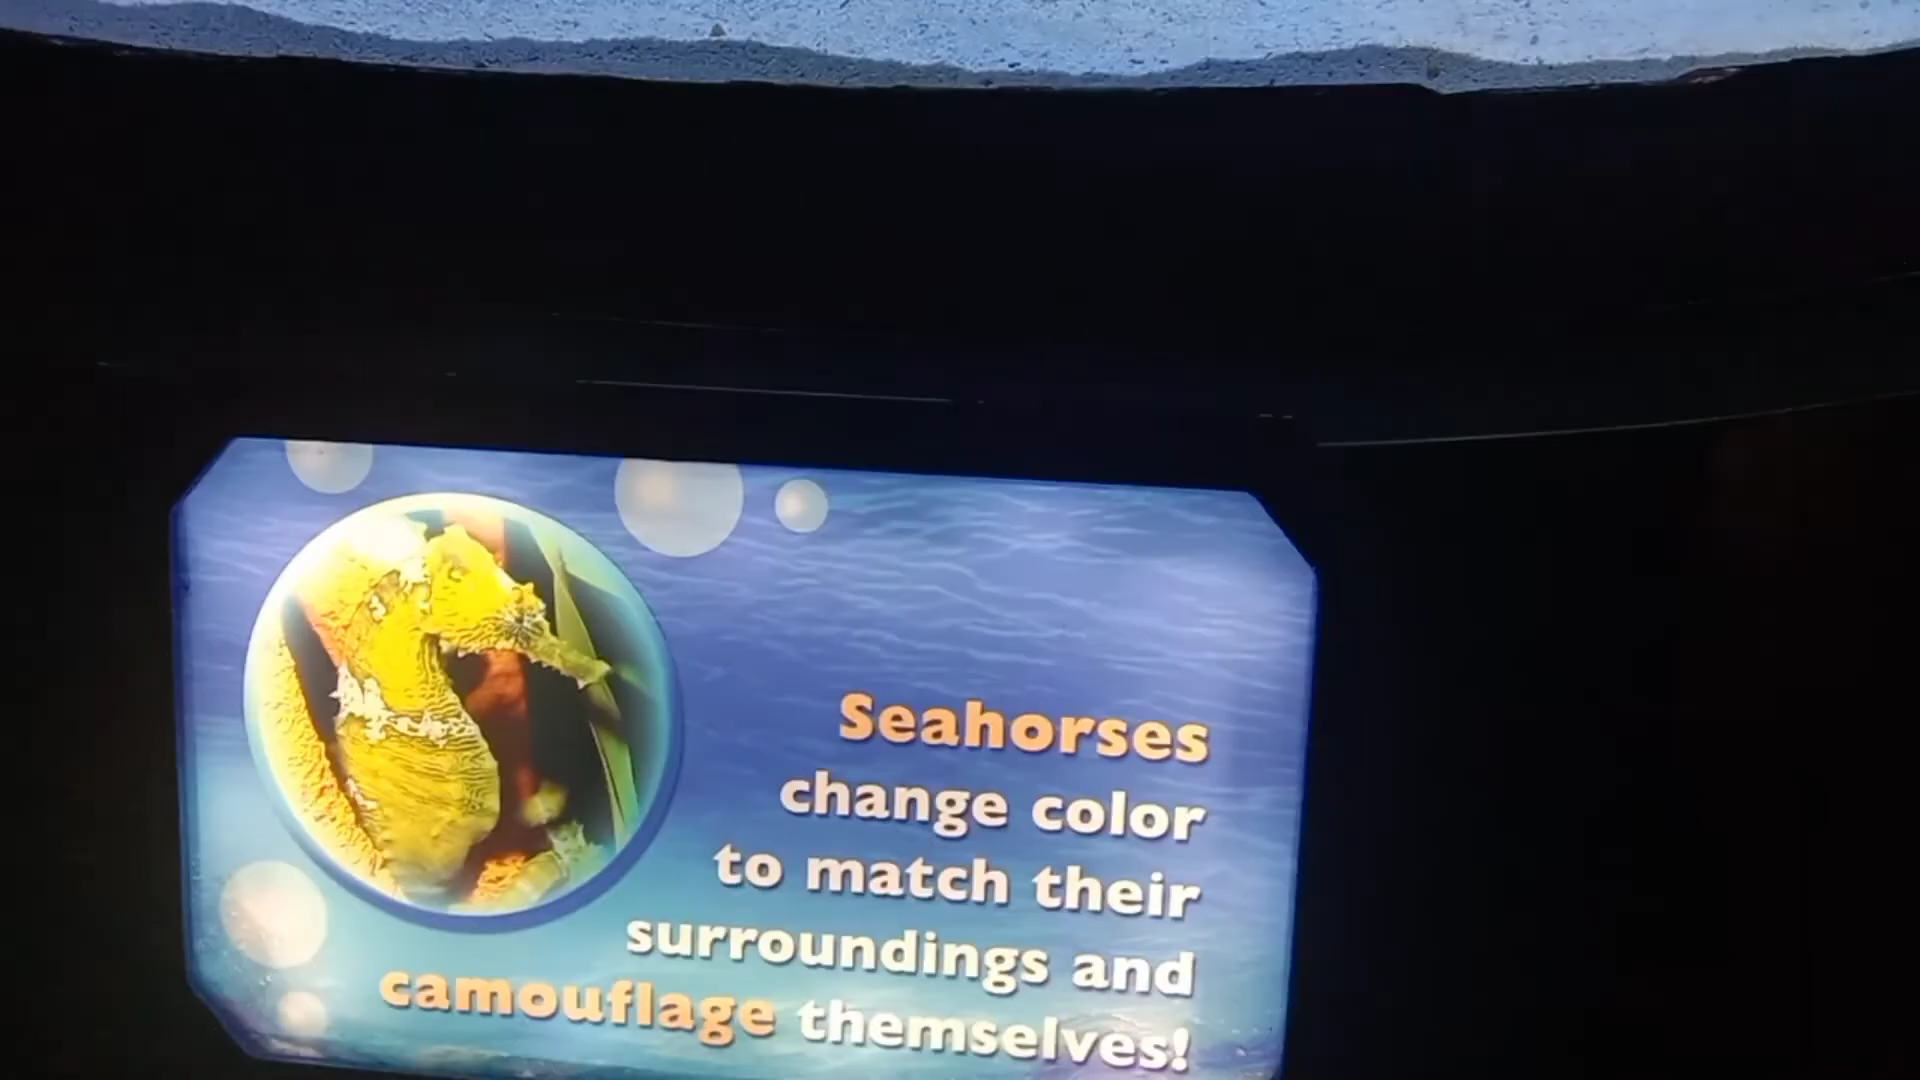 Seahorses
change color
to match their
surroundings and
camouflage themselves!